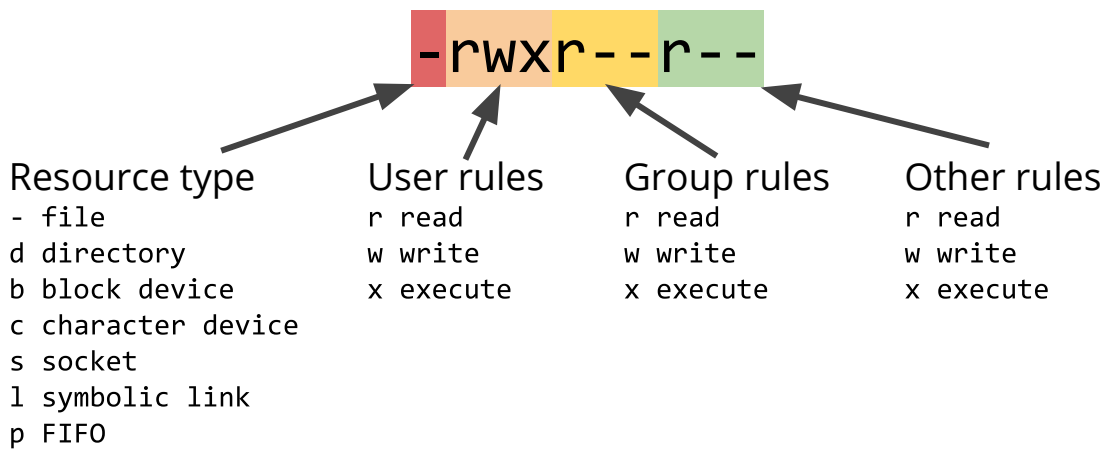 -rwxr--r--
Resource type
- file
d directory
b block device
c character device
s socket
l symbolic link
p FIFO
User rules
r read
w write
x execute
Group rules
r read
w write
x execute
Other rules
r read
w write
x execute